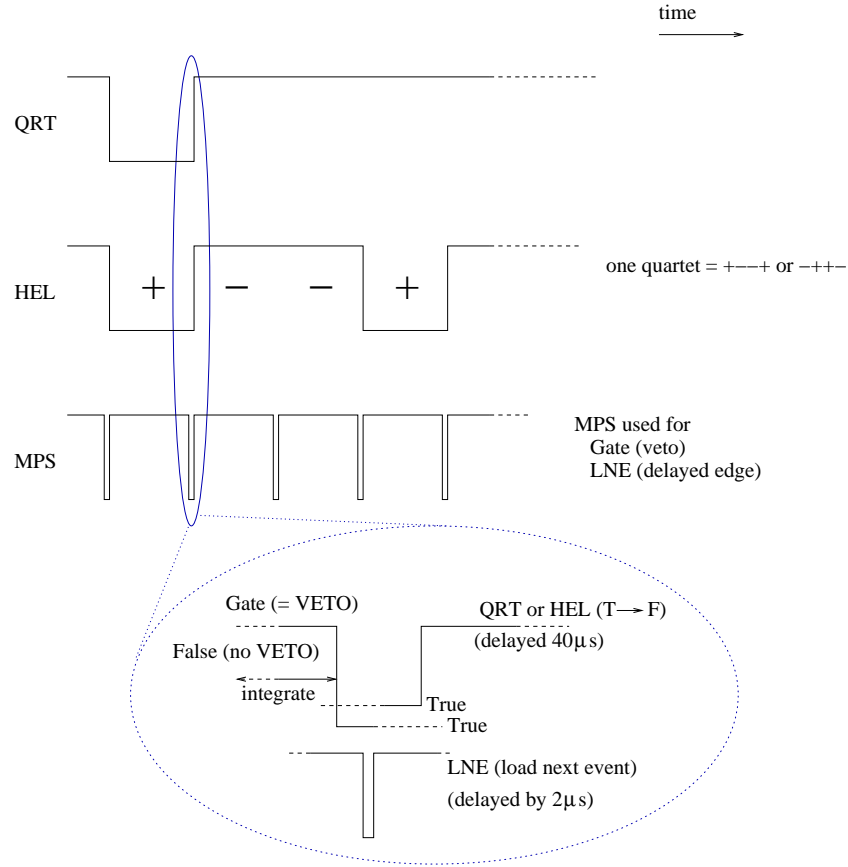 time
QRT
HEL
+ − − +
one quartet = +−−+ or −++−
MPS
MPS used for
Gate (veto)
LNE (delayed edge)
Gate (= VETO)
QRT or HEL (T→F)
(delayed 40μs)
False (no VETO)
integrate
True
True
LNE (load next event)
(delayed by 2μs)